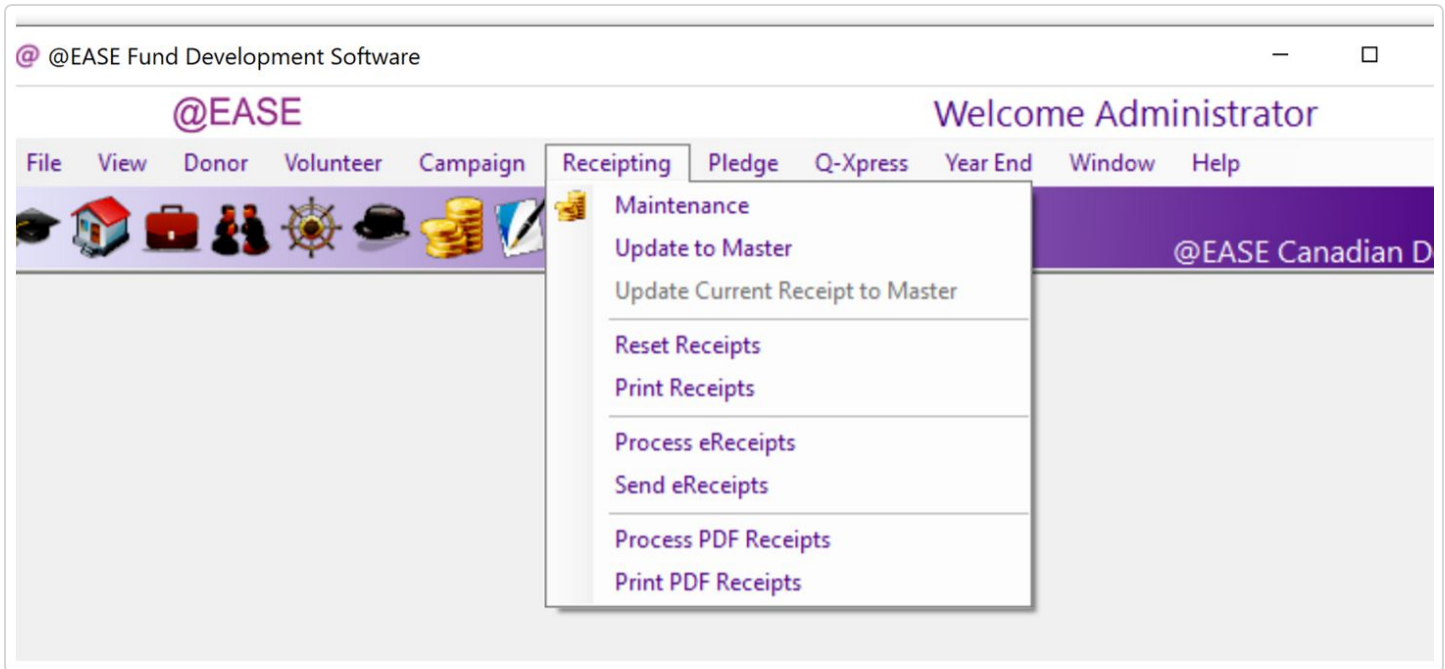 @ @EASE Fund Development Software
@EASE Welcome Administrator
File View Donor Volunteer Campaign Receipting Pledge Q-Xpress Year End Window Help
Maintenance
@EASE Canadian D
Update to Master
Update Current Receipt to Master
Reset Receipts
Print Receipts
Process eReceipts
Send eReceipts
Process PDF Receipts
Print PDF Receipts